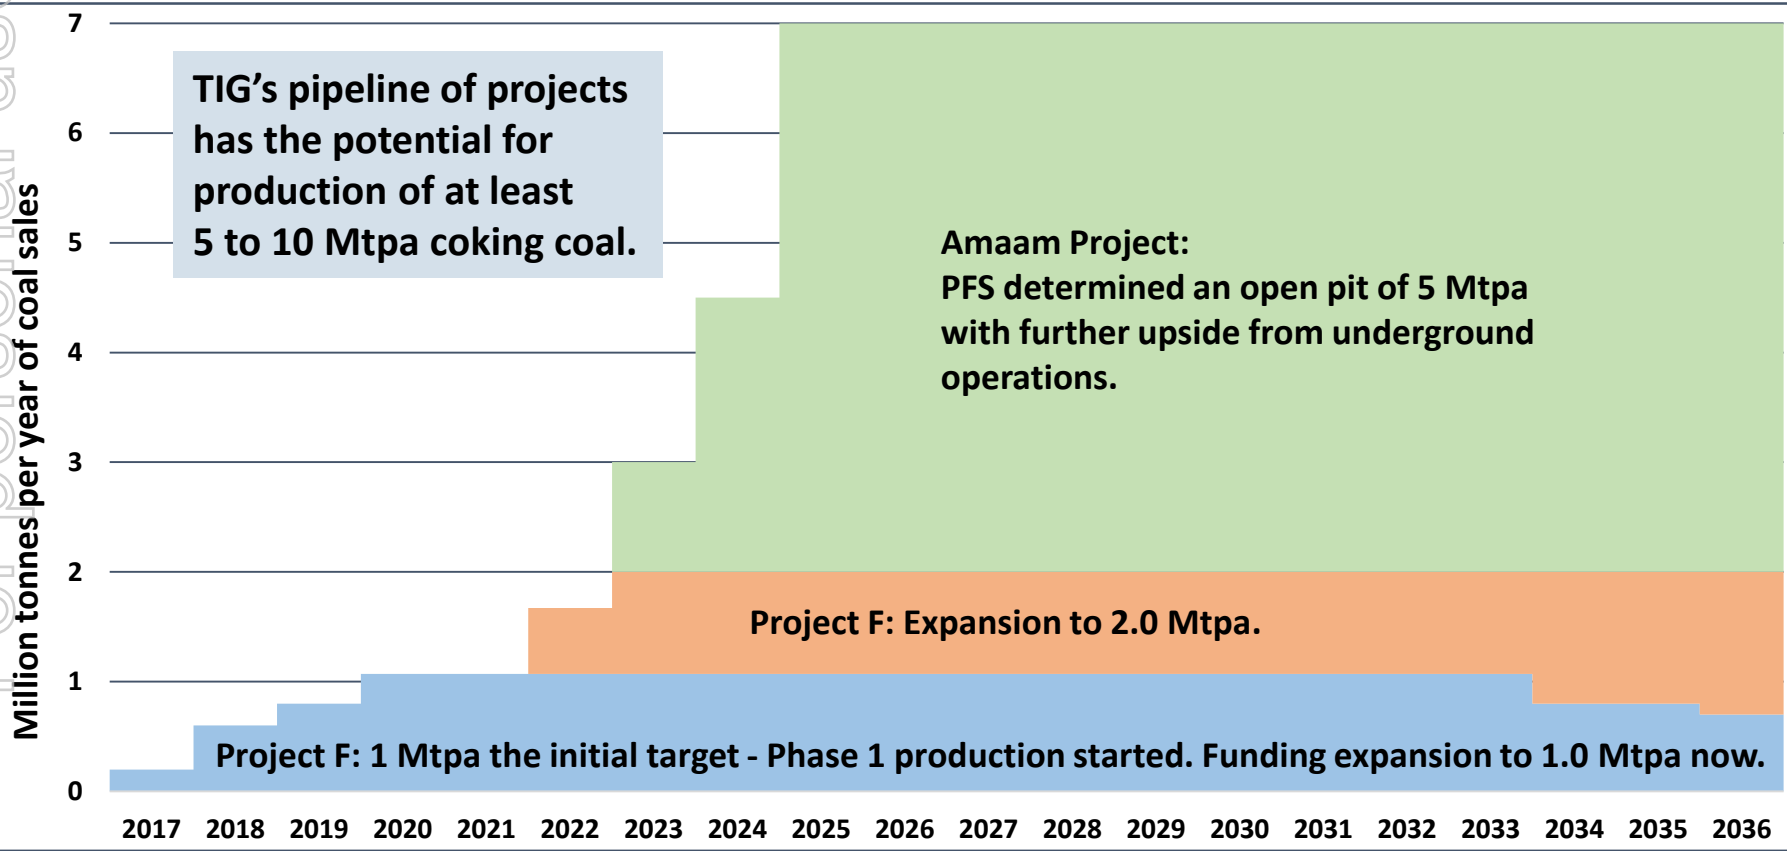 7
6
5
4
3
2
1
0
Million tonnes per year of coal sales
TIG's pipeline of projects
has the potential for
production of at least
5 to 10 Mtpa coking coal.
Amaam Project:
PFS determined an open pit of 5 Mtpa
with further upside from underground
operations.
Project F: Expansion to 2.0 Mtpa.
Project F: 1 Mtpa the initial target - Phase 1 production started. Funding expansion to 1.0 Mtpa now.
2017 2018 2019 2020 2021 2022 2023 2024 2025 2026 2027 2028 2029 2030 2031 2032 2033 2034 2035 2036